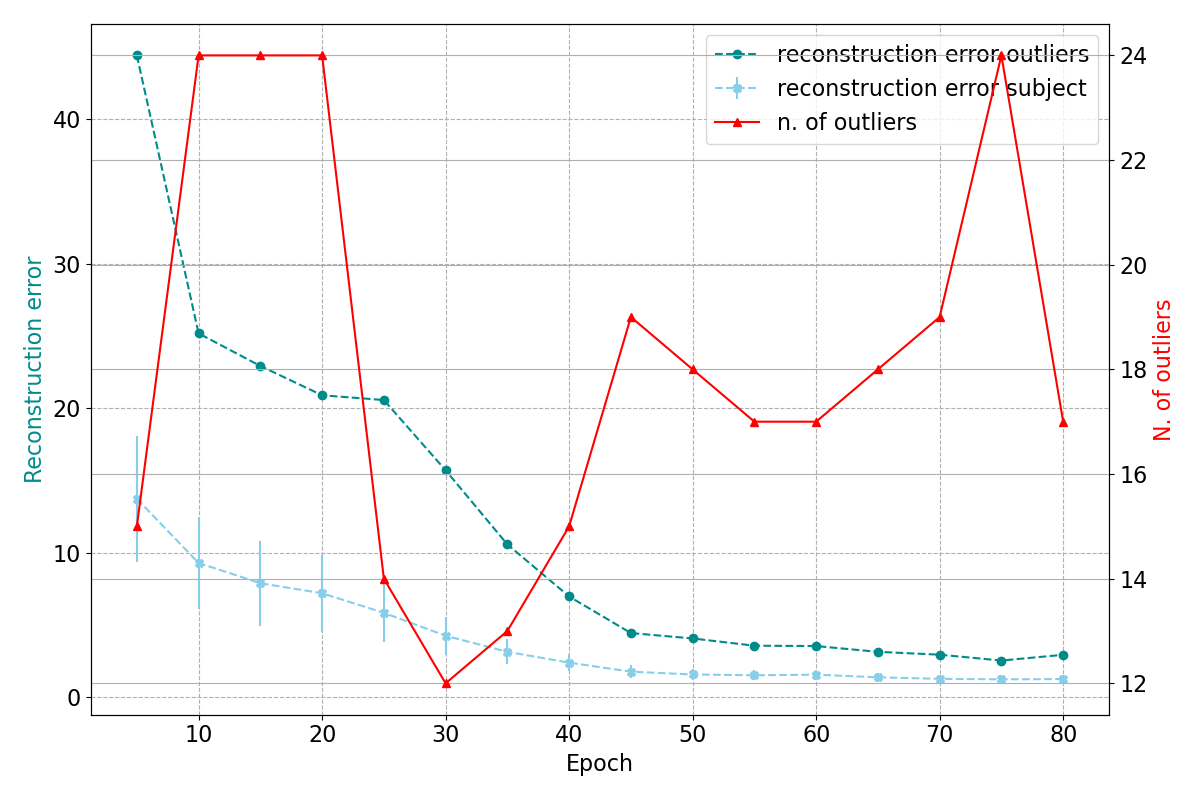 reconstruction error outliers
reconstruction error subject
n. of outliers
Reconstruction error
40
30
20
10
0
24
22
20
18
16
14
12
N. of outliers
10 20 30 40 50 60 70 80
Epoch